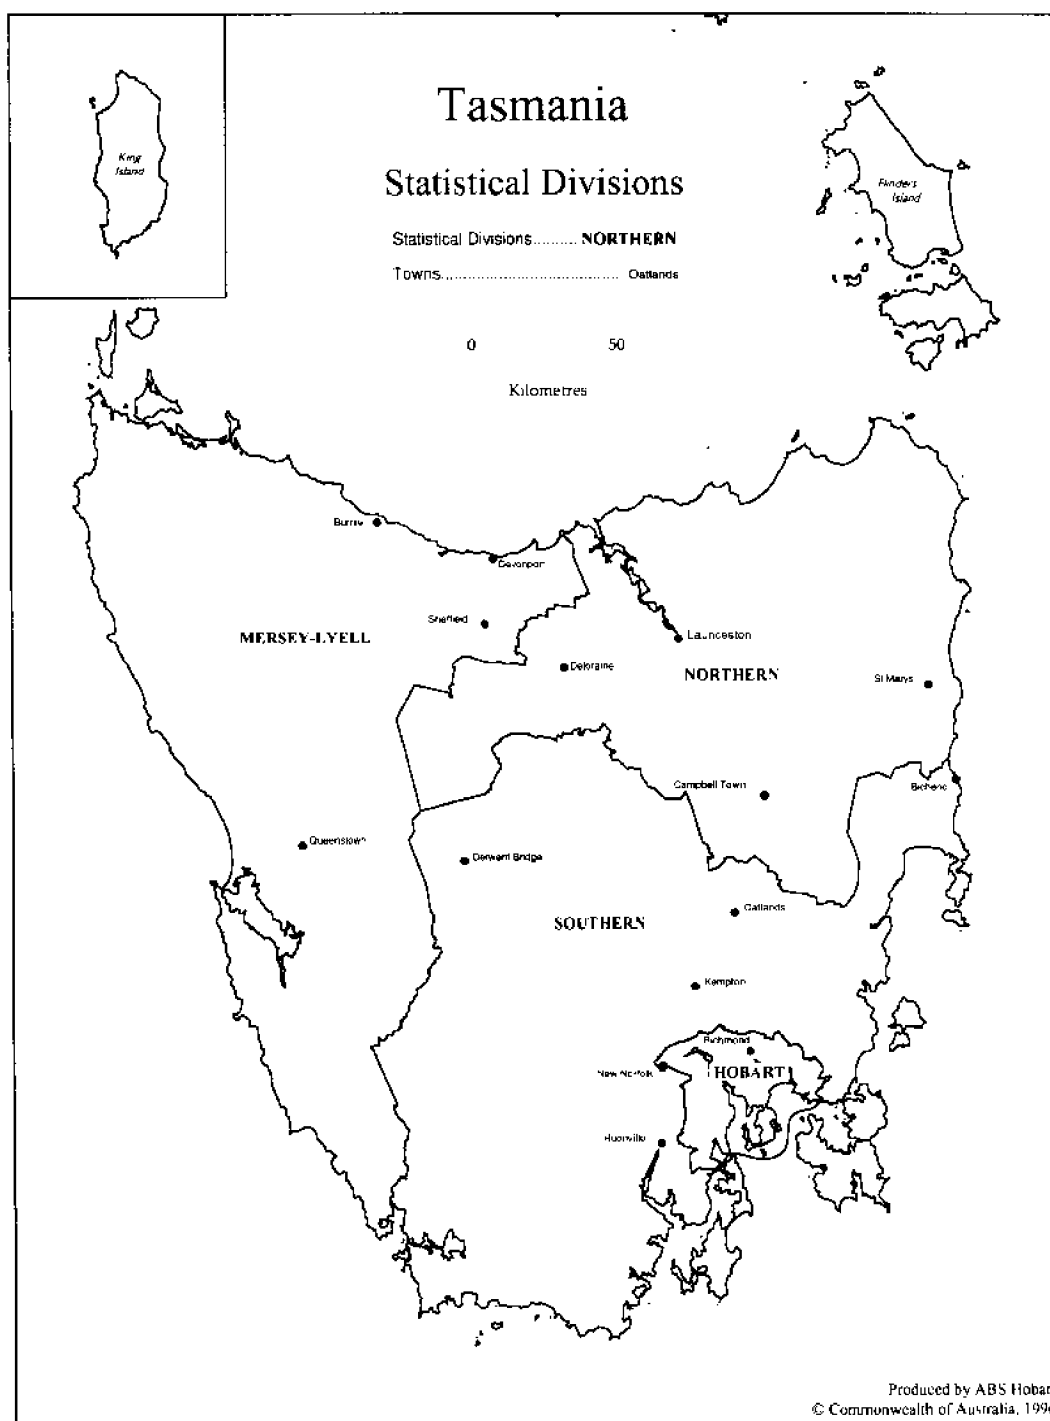 Tasmania
Statistical Divisions
Statistical Divisions.......... NORTHERN
Towns........................................ Oatlands
0 50
Kilometres
King
Island
Flinders
Island
Burnie
Devonport
Sheffield
MERSEY-LYELL
Launceston
Deloraine
NORTHERN
St Marys
Campbell Town
Bicheno
Queenstown
Derwent Bridge
Oatlands
SOUTHERN
Kempton
Richmond
New Norfolk
HOBART
Huonville
Produced by ABS Hobar
© Commonwealth of Australia, 199